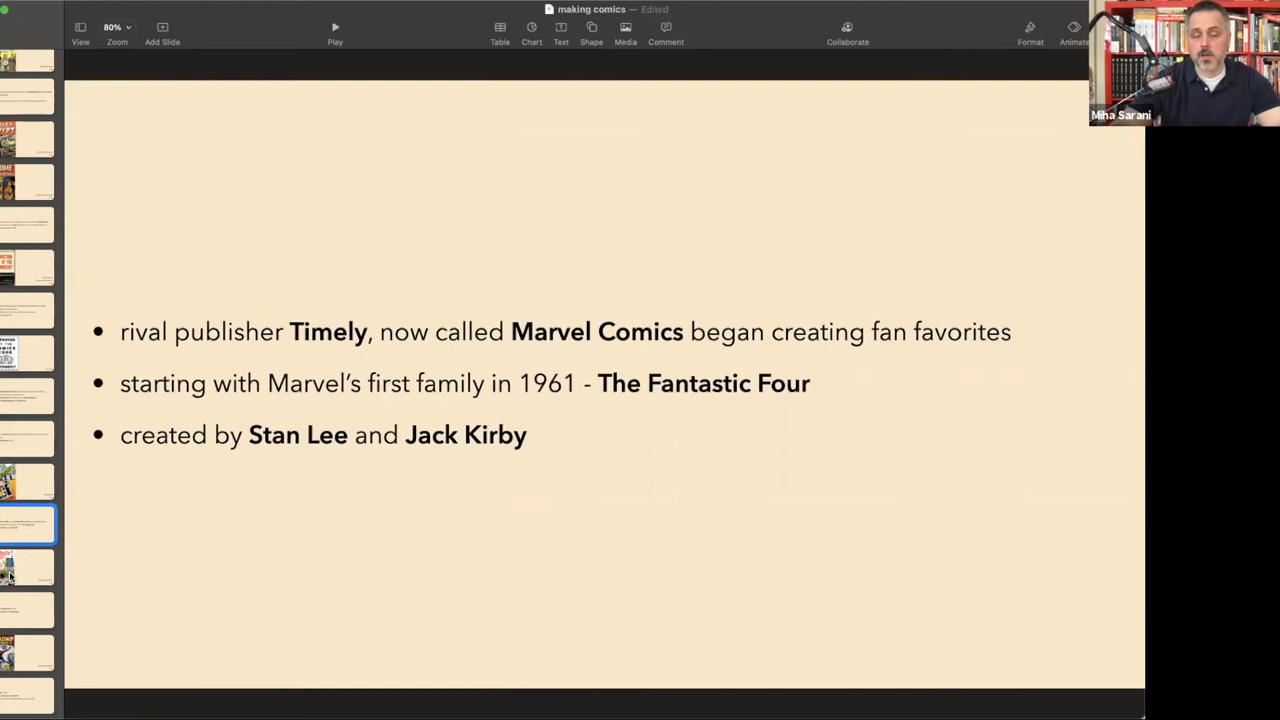 making comics — Edited
View
80%
Zoom
Add Slide
Play
Table
Chart
Text
Shape
Media
Comment
Collaborate
Format
Animate
Miha Sarani
• rival publisher Timely, now called Marvel Comics began creating fan favorites
• starting with Marvel’s first family in 1961 - The Fantastic Four
• created by Stan Lee and Jack Kirby